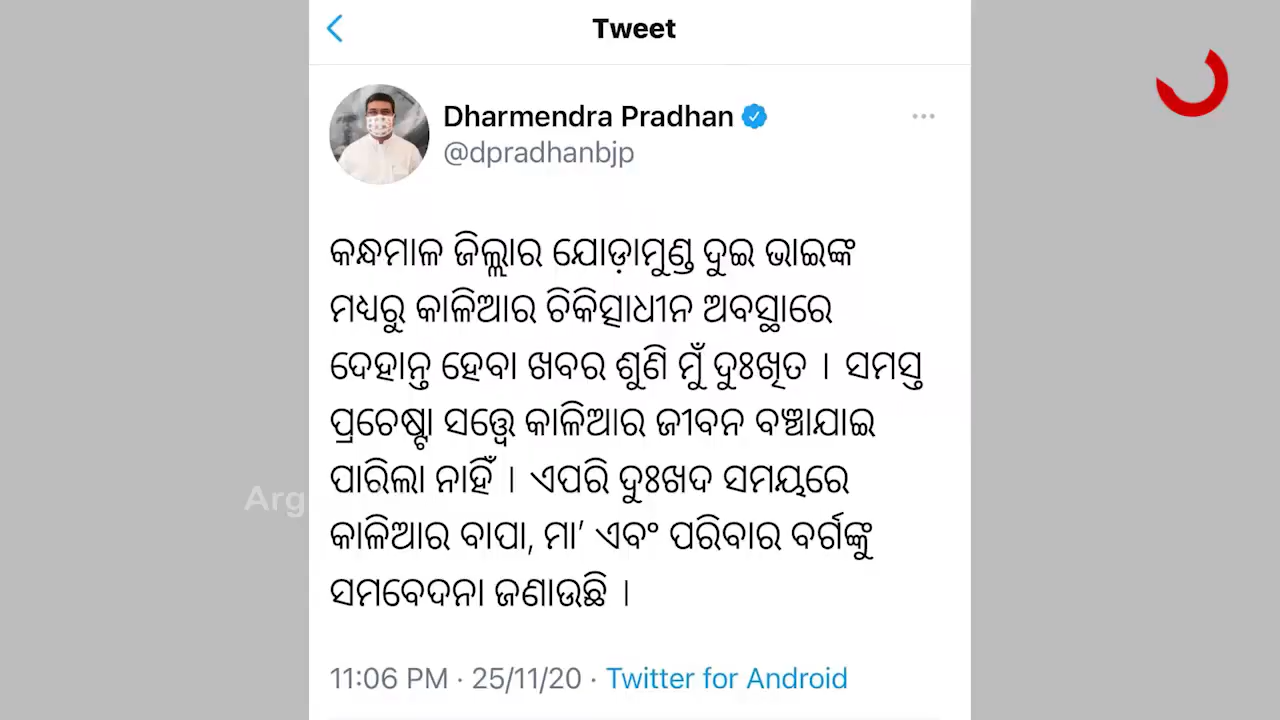 Tweet
Dharmendra Pradhan
@dpradhanbjp
କନ୍ଧମାଳ ଜିଲ୍ଲାର ଯୋଡ଼ାମୁଣ୍ଡ ଦୁଇ ଭାଇଙ୍କ
ମଧ୍ୟରୁ କାଳିଆର ଚିକିତ୍ସାଧୀନ ଅବସ୍ଥାରେ
ଦେହାନ୍ତ ହେବା ଖବର ଶୁଣି ମୁଁ ଦୁଃଖିତ । ସମସ୍ତ
ପ୍ରଚେଷ୍ଟା ସତ୍ତ୍ୱେ କାଳିଆର ଜୀବନ ବଞ୍ଚାଯାଇ
ପାରିଲା ନାହିଁ । ଏପରି ଦୁଃଖଦ ସମୟରେ
କାଳିଆର ବାପା, ମା’ ଏବଂ ପରିବାର ବର୍ଗଙ୍କୁ
ସମବେଦନା ଜଣାଉଛି ।
11:06 PM · 25/11/20 · Twitter for Android
Arg